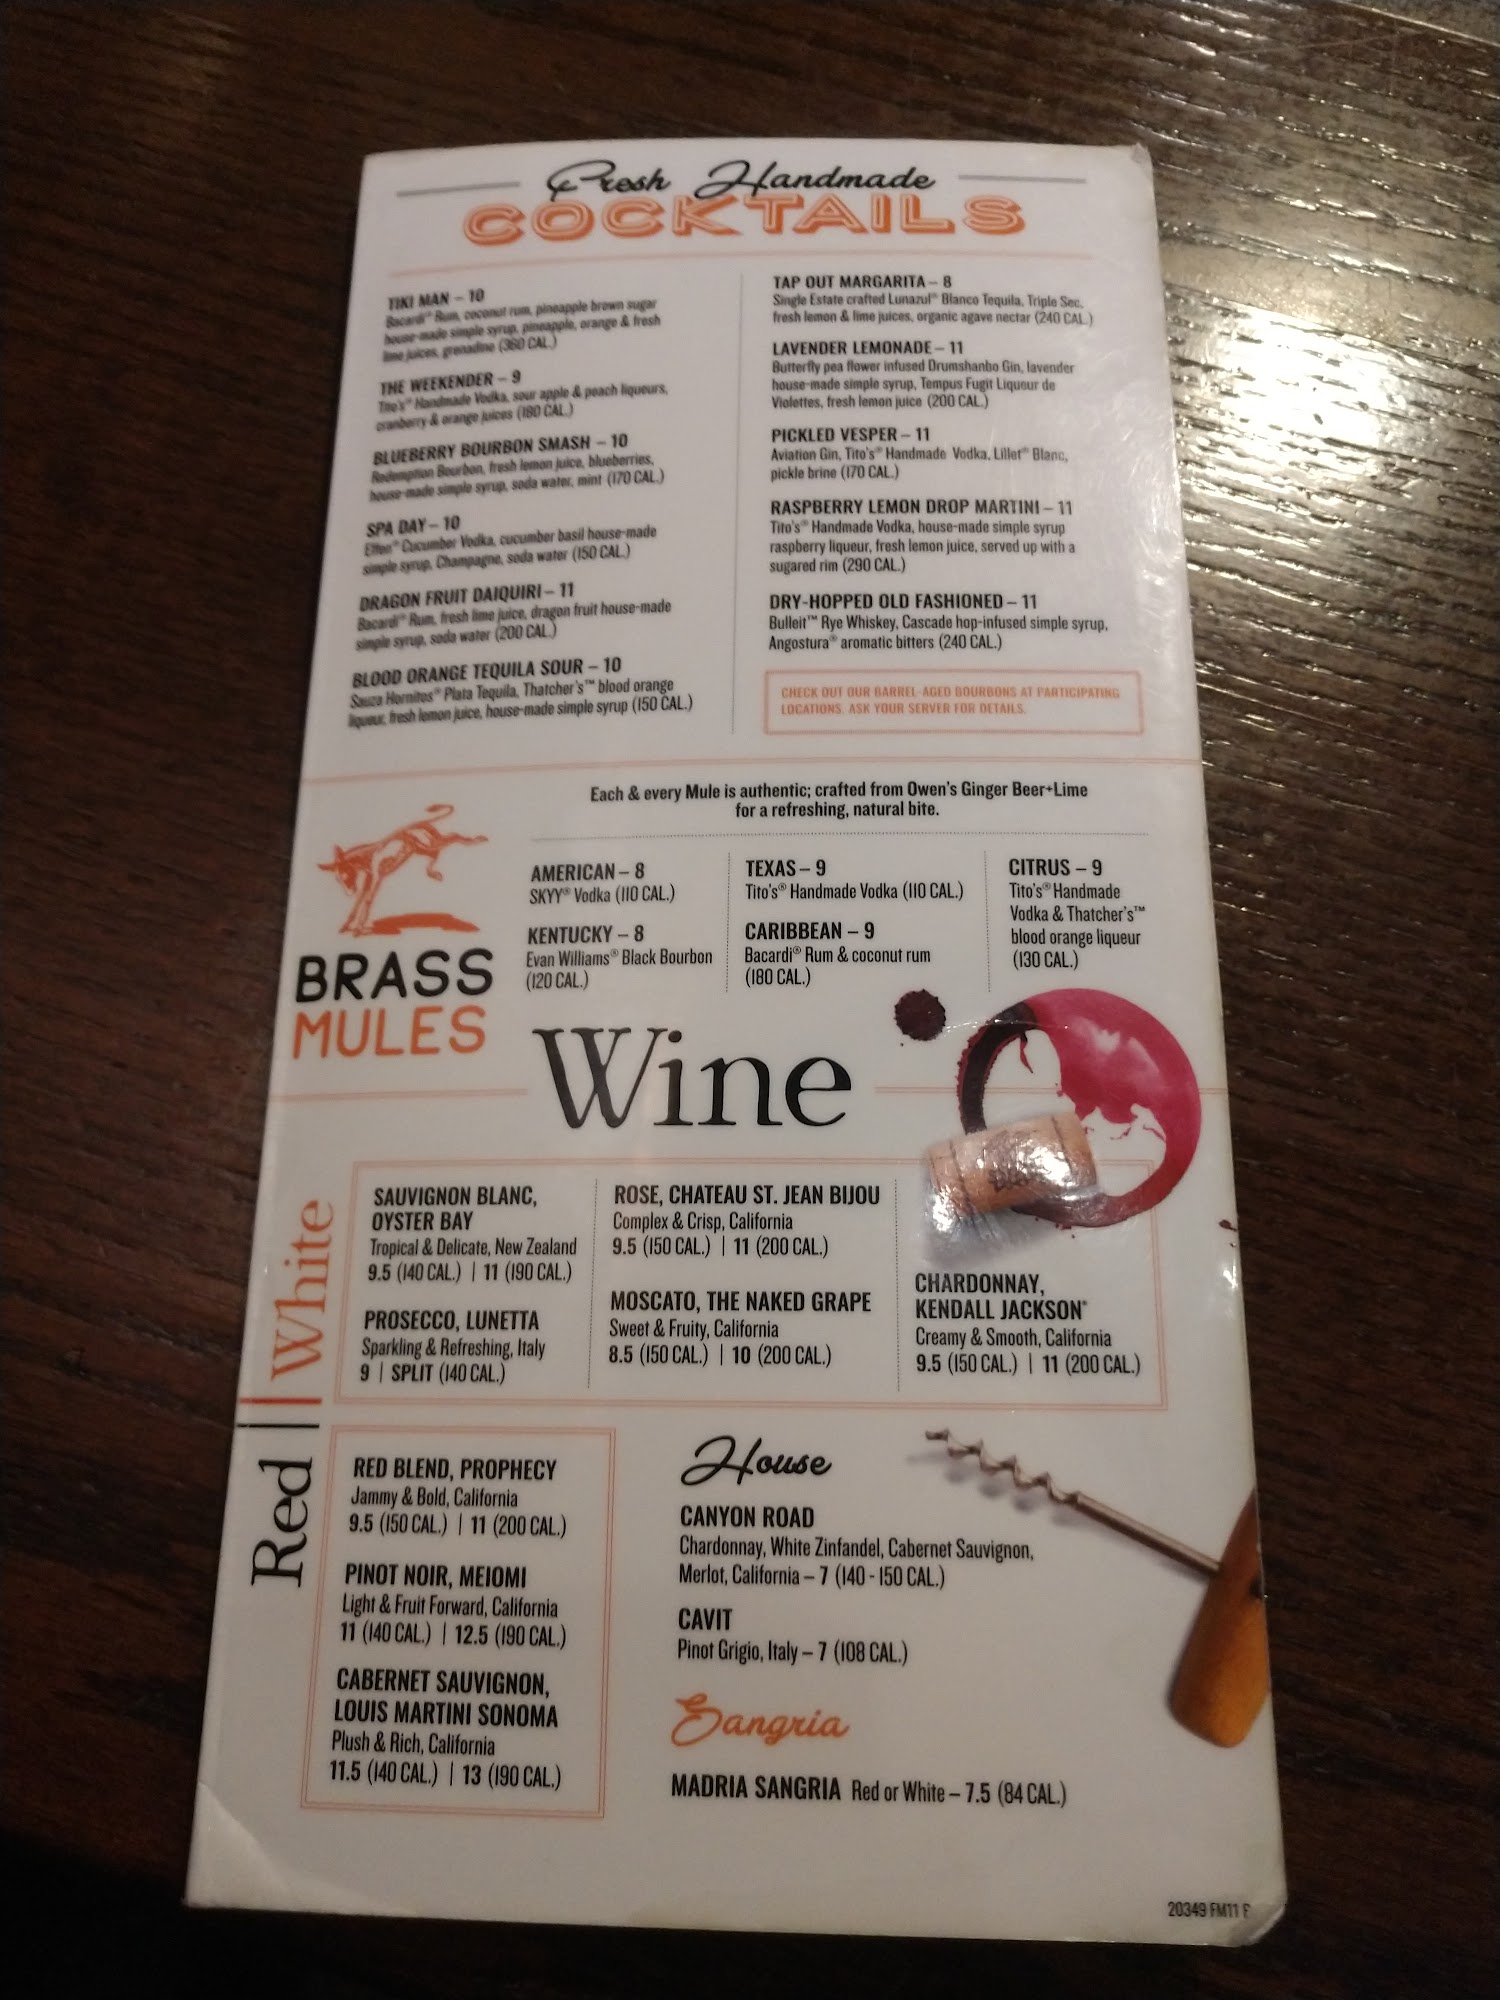 Fresh Handmade
COCKTAILS
TIKI MAN – 10
Bacardi® Rum, coconut rum, pineapple brown sugar
house-made simple syrup, pineapple, orange & fresh
lime juices, grenadine (360 CAL.)
THE WEEKENDER – 9
Tito's® Handmade Vodka, sour apple & peach liqueurs,
cranberry & orange juices (180 CAL.)
BLUEBERRY BOURBON SMASH – 10
Redemption Bourbon, fresh lemon juice, blueberries,
house-made simple syrup, soda water, mint (170 CAL.)
SPA DAY – 10
Effen® Cucumber Vodka, cucumber basil house-made
simple syrup, Champagne, soda water (150 CAL.)
DRAGON FRUIT DAIQUIRI – 11
Bacardi® Rum, fresh lime juice, dragon fruit house-made
simple syrup, soda water (200 CAL.)
BLOOD ORANGE TEQUILA SOUR – 10
Sauza Hornitos® Plata Tequila, Thatcher's™ blood orange
liqueur, fresh lemon juice, house-made simple syrup (150 CAL.)
TAP OUT MARGARITA – 8
Single Estate crafted Lunazul® Blanco Tequila, Triple Sec,
fresh lemon & lime juices, organic agave nectar (240 CAL.)
LAVENDER LEMONADE – 11
Butterfly pea flower infused Drumshanbo Gin, lavender
house-made simple syrup, Tempus Fugit Liqueur de
Violettes, fresh lemon juice (200 CAL.)
PICKLED VESPER – 11
Aviation Gin, Tito's® Handmade Vodka, Lillet® Blanc,
pickle brine (170 CAL.)
RASPBERRY LEMON DROP MARTINI – 11
Tito's® Handmade Vodka, house-made simple syrup
raspberry liqueur, fresh lemon juice, served up with a
sugared rim (290 CAL.)
DRY-HOPPED OLD FASHIONED – 11
Bulleit™ Rye Whiskey, Cascade hop-infused simple syrup,
Angostura® aromatic bitters (240 CAL.)
CHECK OUT OUR BARREL-AGED BOURBONS AT PARTICIPATING
LOCATIONS. ASK YOUR SERVER FOR DETAILS.
BRASS
MULES
Each & every Mule is authentic; crafted from Owen's Ginger Beer+Lime
for a refreshing, natural bite.
AMERICAN – 8
SKYY® Vodka (110 CAL.)
KENTUCKY – 8
Evan Williams® Black Bourbon
(120 CAL.)
TEXAS – 9
Tito's® Handmade Vodka (110 CAL.)
CARIBBEAN – 9
Bacardi® Rum & coconut rum
(180 CAL.)
CITRUS – 9
Tito's® Handmade
Vodka & Thatcher's™
blood orange liqueur
(130 CAL.)
Wine
White
SAUVIGNON BLANC,
OYSTER BAY
Tropical & Delicate, New Zealand
9.5 (140 CAL.) | 11 (190 CAL.)
PROSECCO, LUNETTA
Sparkling & Refreshing, Italy
9 | SPLIT (140 CAL.)
ROSE, CHATEAU ST. JEAN BIJOU
Complex & Crisp, California
9.5 (150 CAL.) | 11 (200 CAL.)
MOSCATO, THE NAKED GRAPE
Sweet & Fruity, California
8.5 (150 CAL.) | 10 (200 CAL.)
CHARDONNAY,
KENDALL JACKSON®
Creamy & Smooth, California
9.5 (150 CAL.) | 11 (200 CAL.)
Red
RED BLEND, PROPHECY
Jammy & Bold, California
9.5 (150 CAL.) | 11 (200 CAL.)
PINOT NOIR, MEIOMI
Light & Fruit Forward, California
11 (140 CAL.) | 12.5 (190 CAL.)
CABERNET SAUVIGNON,
LOUIS MARTINI SONOMA
Plush & Rich, California
11.5 (140 CAL.) | 13 (190 CAL.)
House
CANYON ROAD
Chardonnay, White Zinfandel, Cabernet Sauvignon,
Merlot, California – 7 (140 - 150 CAL.)
CAVIT
Pinot Grigio, Italy – 7 (108 CAL.)
Sangria
MADRIA SANGRIA Red or White – 7.5 (84 CAL.)
20349 FM11